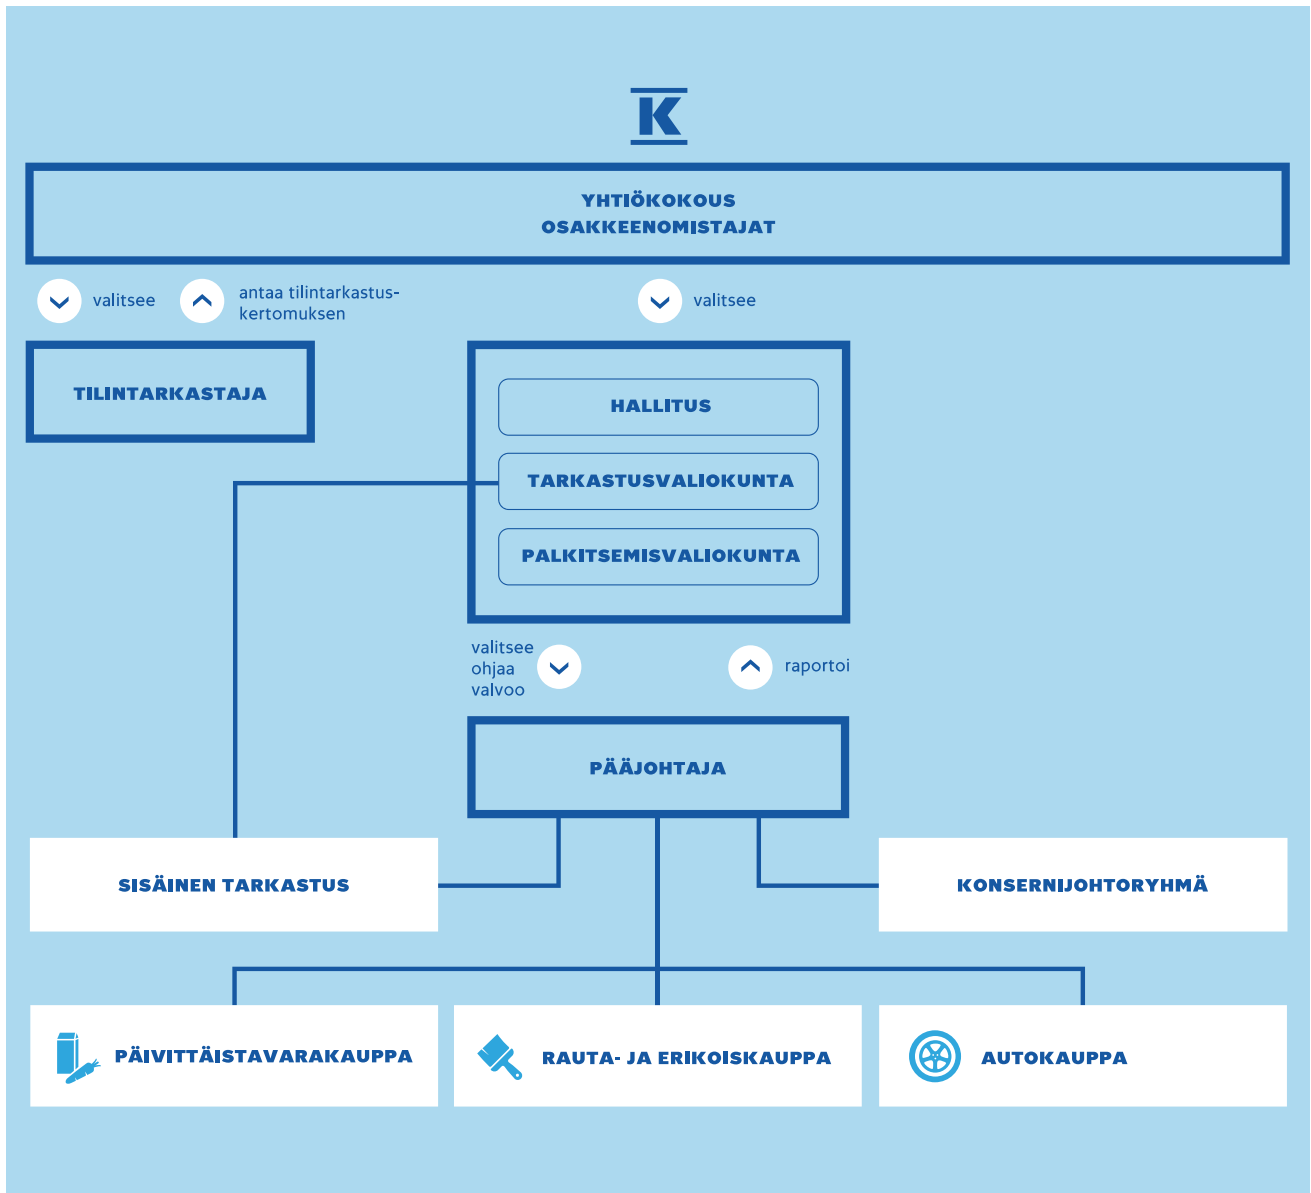 K
YHTIÖKOKOUS
OSAKKEENOMISTAJAT
valitsee
antaa tilintarkastus-
kertomuksen
valitsee
TILINTARKASTAJA
HALLITUS
TARKASTUSVALIOKUNTA
PALKITSEMISVALIOKUNTA
valitsee
ohjaa
valvoo
raportoi
PÄÄJOHTAJA
SISÄINEN TARKASTUS
KONSERNIJOHTORYHMÄ
PÄIVITTÄISTAVARAKAUPPA
RAUTA- JA ERIKOISKAUPPA
AUTOKAUPPA